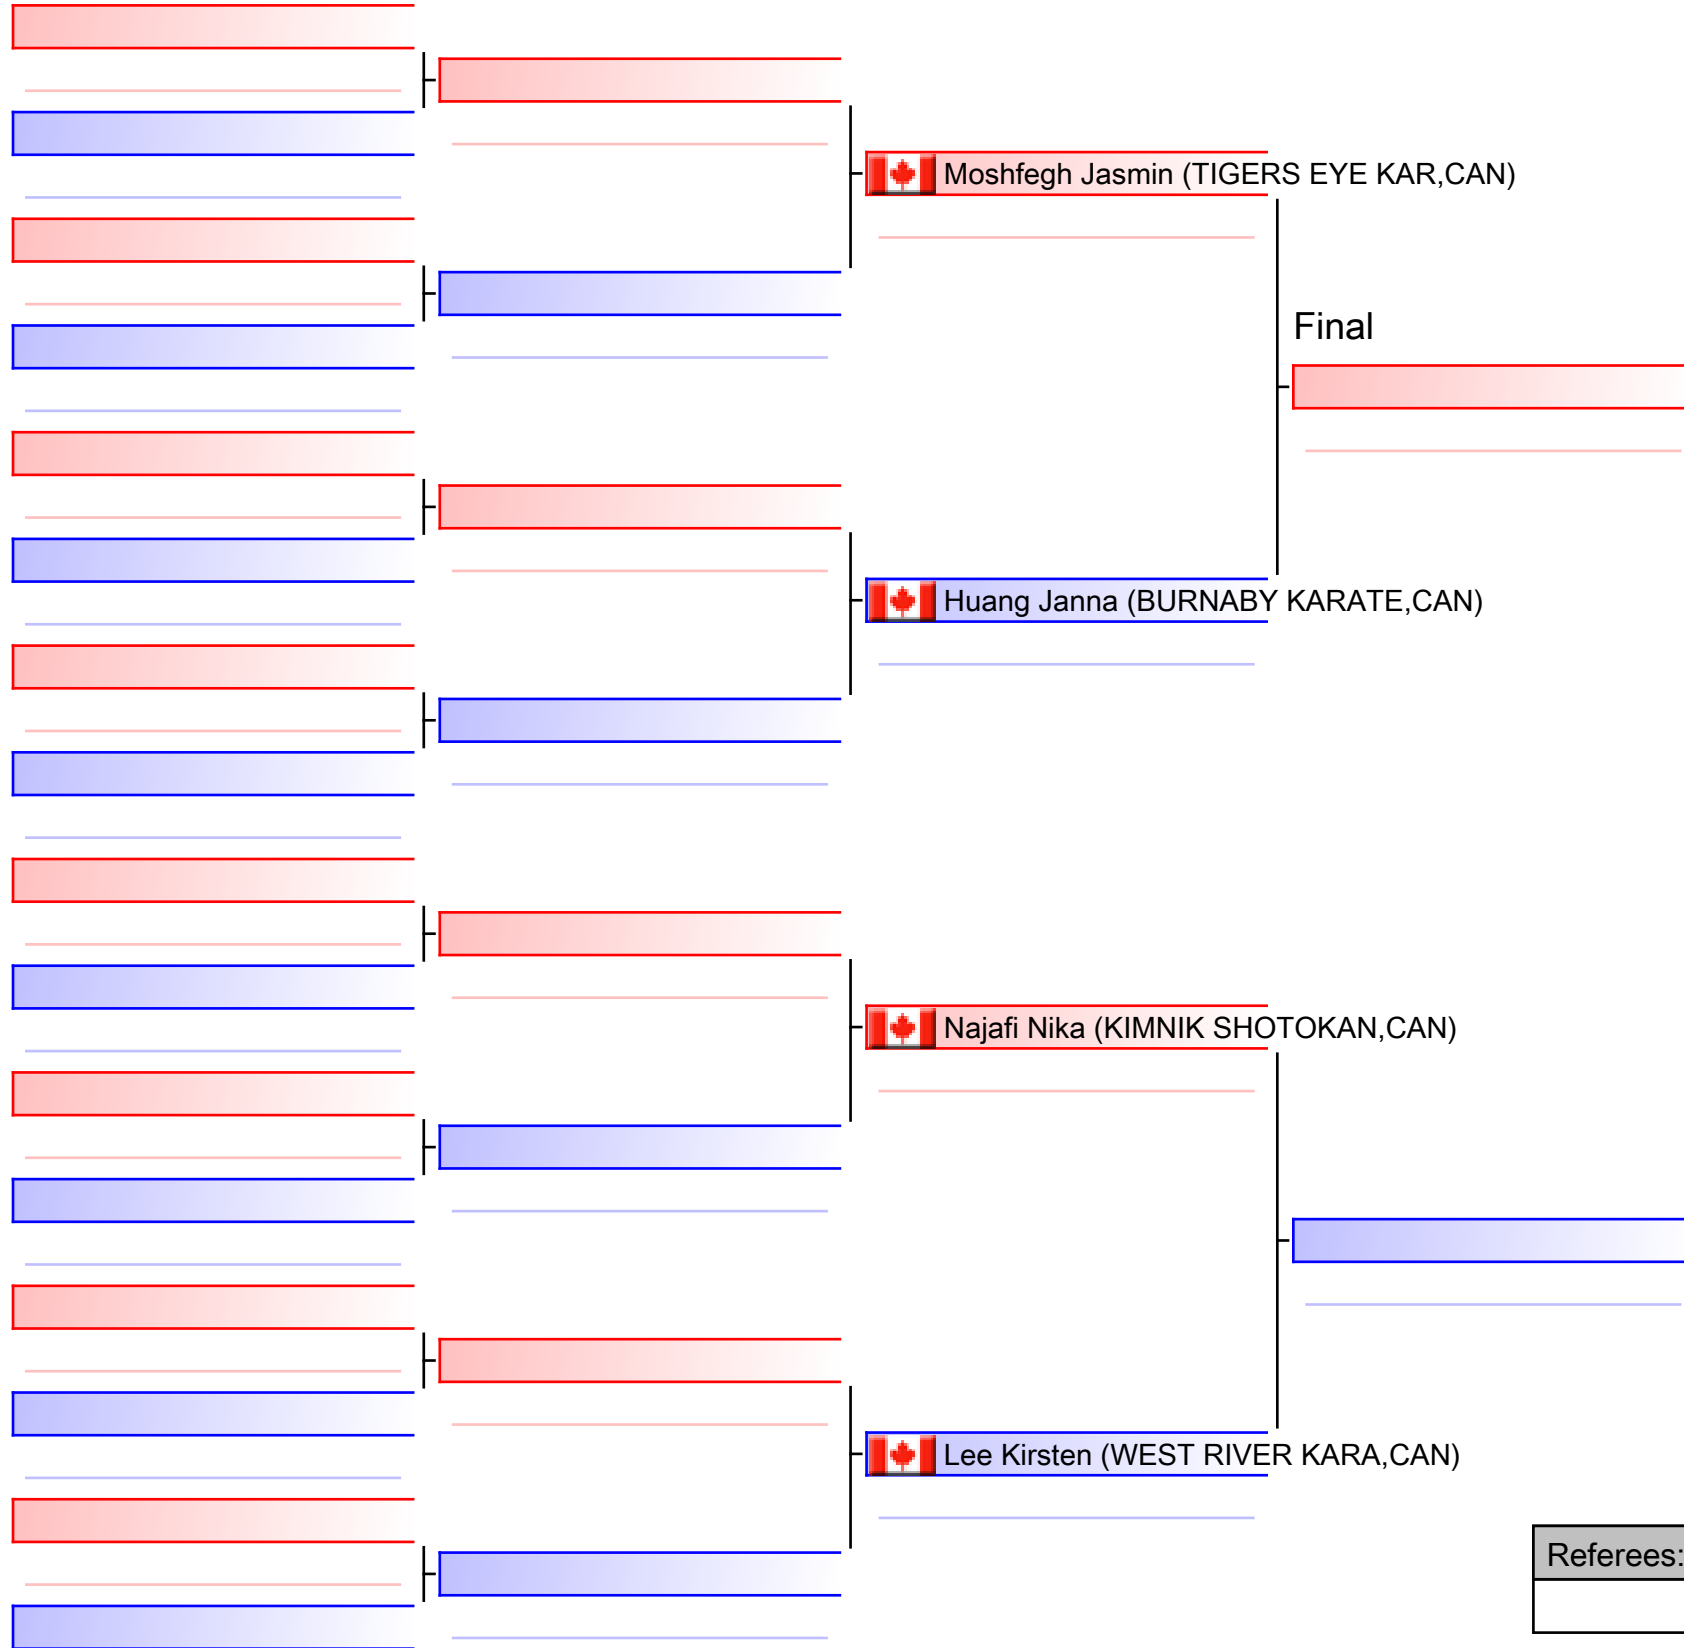 Moshfegh Jasmin (TIGERS EYE KAR,CAN)
Final
Huang Janna (BURNABY KARATE,CAN)
Najafi Nika (KIMNIK SHOTOKAN,CAN)
Lee Kirsten (WEST RIVER KARA,CAN)
Referees: